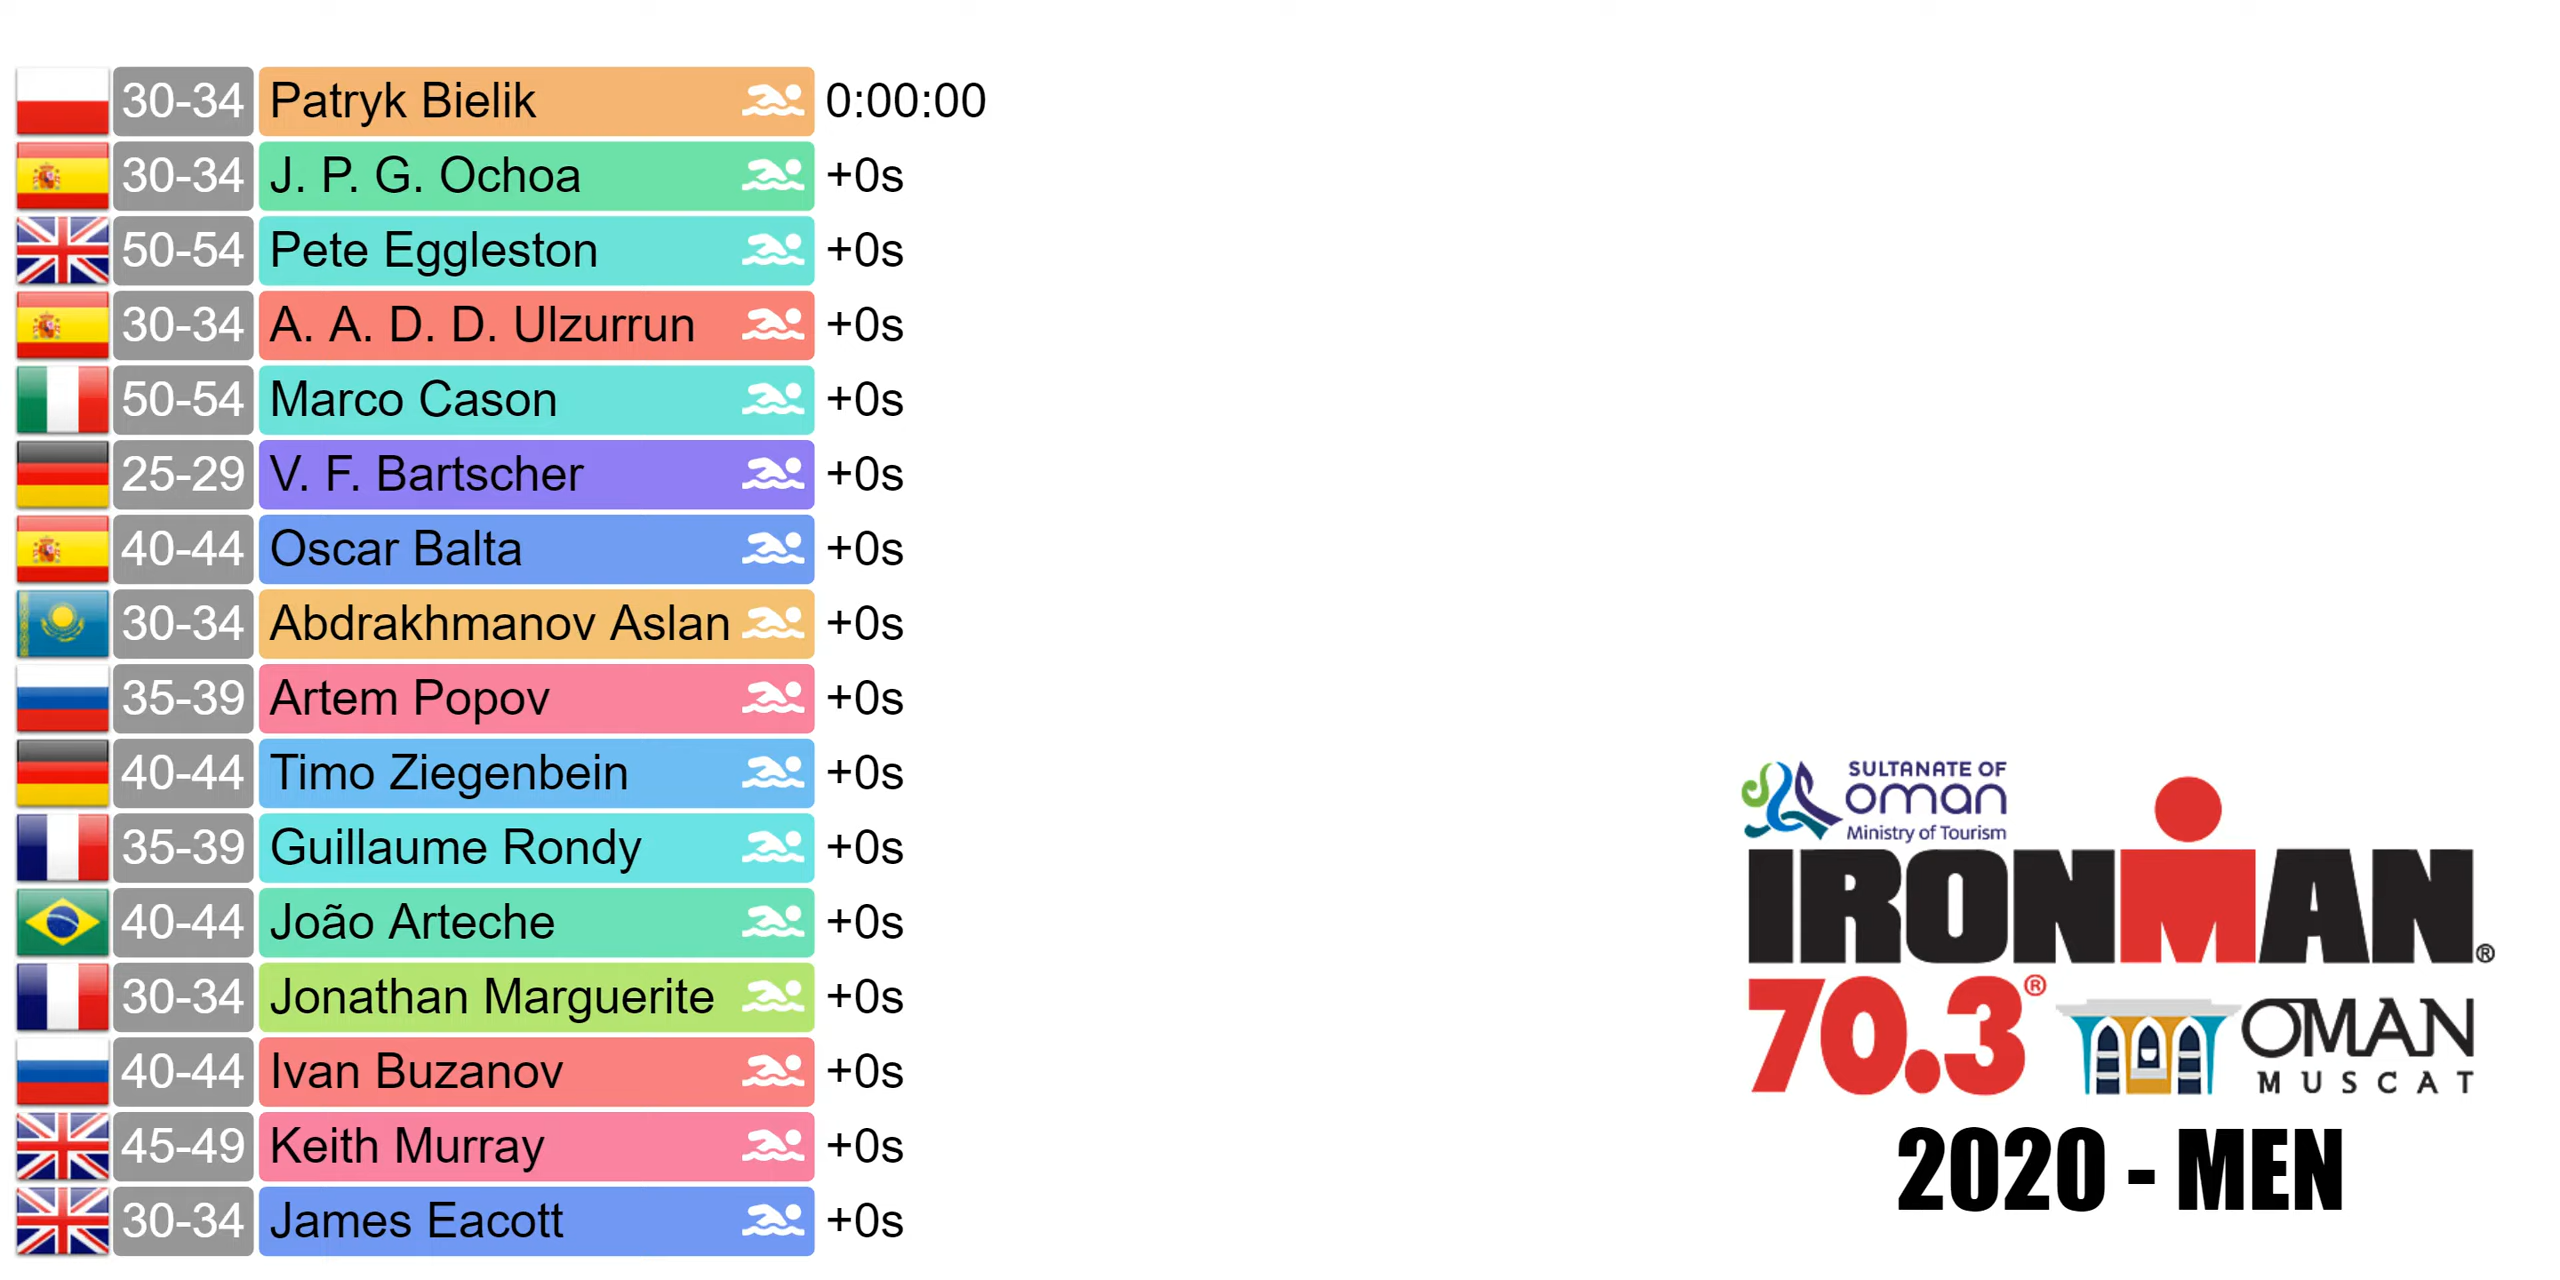 30-34 Patryk Bielik 0:00:00
30-34 J. P. G. Ochoa +0s
50-54 Pete Eggleston +0s
30-34 A. A. D. D. Ulzurrun +0s
50-54 Marco Cason +0s
25-29 V. F. Bartscher +0s
40-44 Oscar Balta +0s
30-34 Abdrakhmanov Aslan +0s
35-39 Artem Popov +0s
40-44 Timo Ziegenbein +0s
35-39 Guillaume Rondy +0s
40-44 João Arteche +0s
30-34 Jonathan Marguerite +0s
40-44 Ivan Buzanov +0s
45-49 Keith Murray +0s
30-34 James Eacott +0s
SULTANATE OF
oman
Ministry of Tourism
IRONMAN®
70.3® OMAN
MUSCAT
2020 - MEN